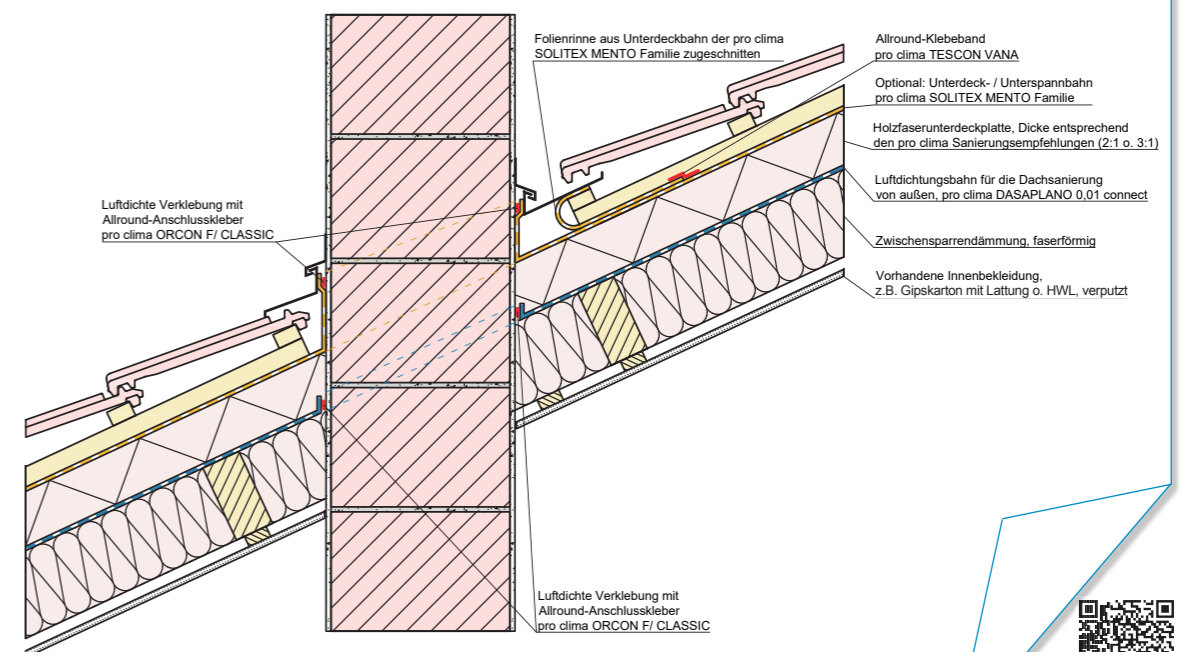 Folienrinne aus Unterdeckbahn der pro clima
SOLITEX MENTO Familie zugeschnitten
Allround-Klebeband
pro clima TESCON VANA
Optional: Unterdeck- / Unterspannbahn
pro clima SOLITEX MENTO Familie
Holzfaserunterdeckplatte, Dicke entsprechend
den pro clima Sanierungsempfehlungen (2:1 o. 3:1)
Luftdichtungsbahn für die Dachsanierung
von außen, pro clima DASAPLANO 0,01 connect
Zwischensparrendämmung, faserförmig
Vorhandene Innenbekleidung,
z.B. Gipskarton mit Lattung o. HWL, verputzt
Luftdichte Verklebung mit
Allround-Anschlusskleber
pro clima ORCON F/ CLASSIC
Luftdichte Verklebung mit
Allround-Anschlusskleber
pro clima ORCON F/ CLASSIC